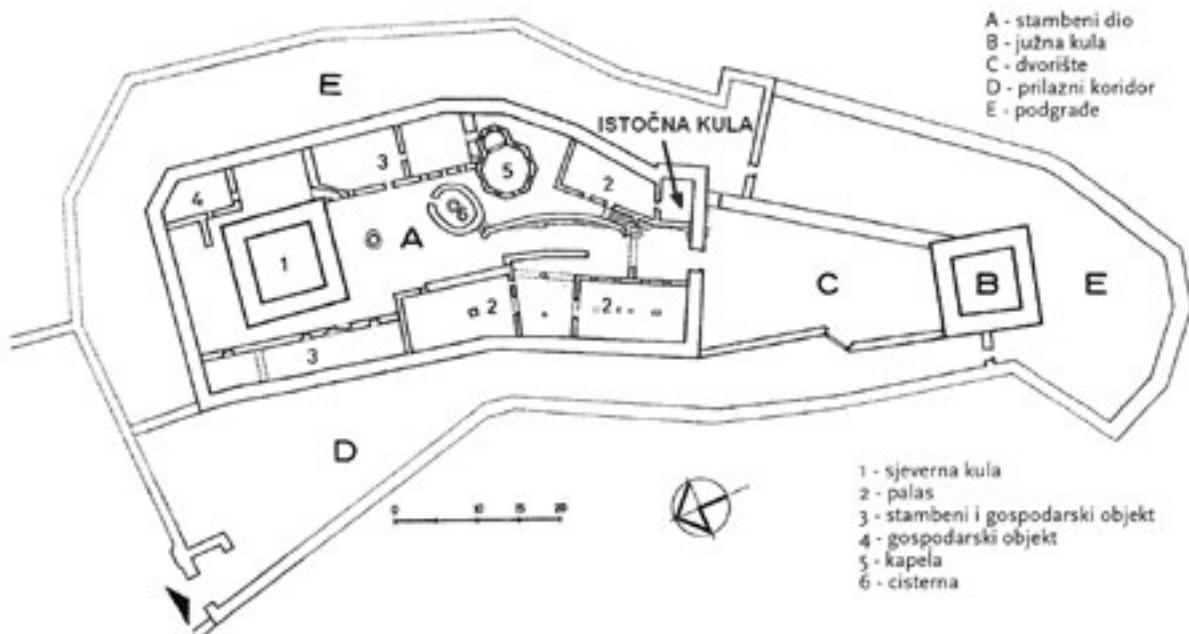 A - stambeni dio
B - južna kula
C - dvorište
D - prilazni koridor
E - podgrađe
E
ISTOČNA KULA
3
5
2
4
6
A
1
C
B
E
2
2
3
D
0 10 15 20
1 - sjeverna kula
2 - palas
3 - stambeni i gospodarski objekt
4 - gospodarski objekt
5 - kapela
6 - cisterna